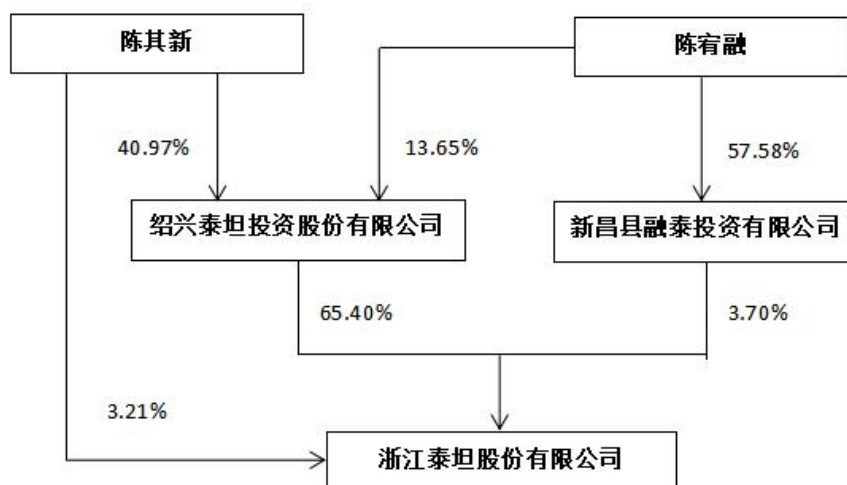 陈其新
陈宥融
40.97%
13.65%
57.58%
绍兴泰坦投资股份有限公司
新昌县融泰投资有限公司
65.40%
3.70%
3.21%
浙江泰坦股份有限公司